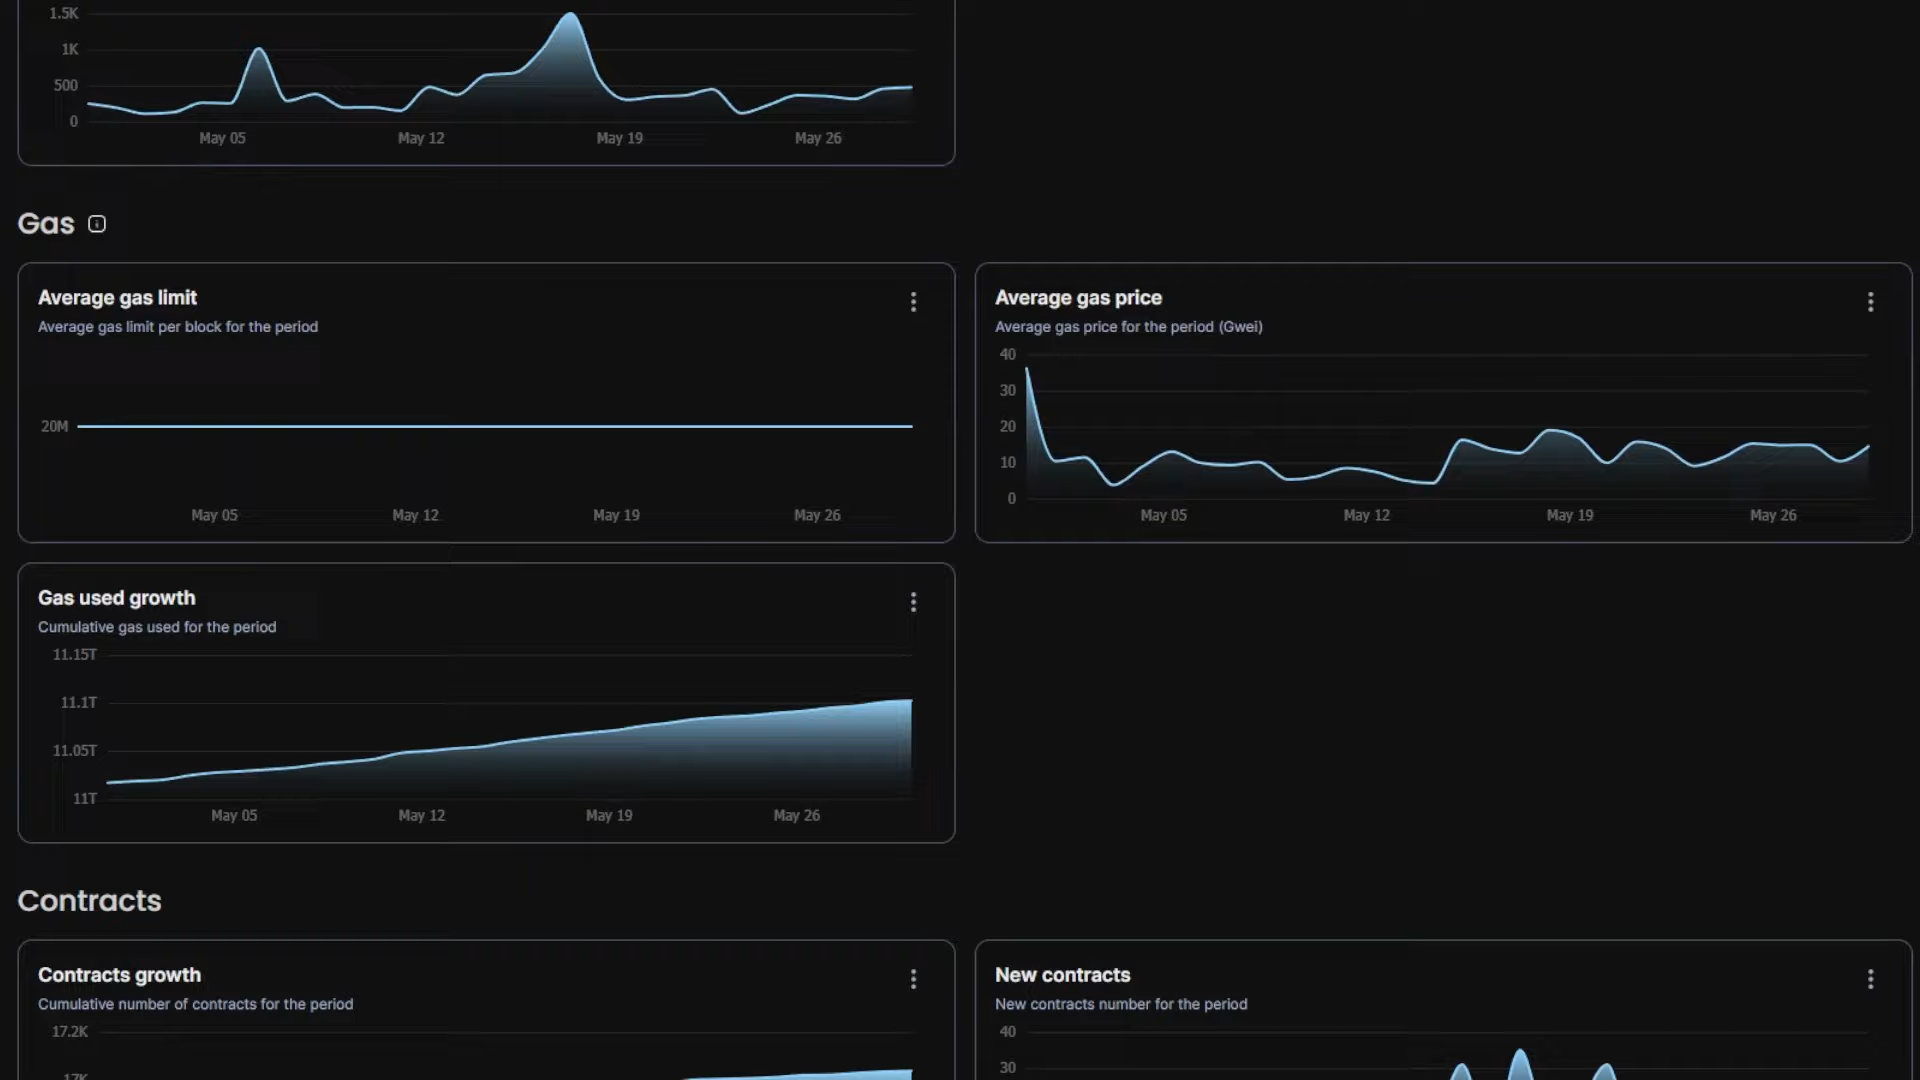 1.5K
1K
500
0
May 05 May 12 May 19 May 26
Gas
Average gas limit
Average gas limit per block for the period
20M
May 05 May 12 May 19 May 26
Average gas price
Average gas price for the period (Gwei)
40
30
20
10
0
May 05 May 12 May 19 May 26
Gas used growth
Cumulative gas used for the period
11.15T
11.1T
11.05T
11T
May 05 May 12 May 19 May 26
Contracts
Contracts growth
Cumulative number of contracts for the period
17.2K
17K
New contracts
New contracts number for the period
40
30